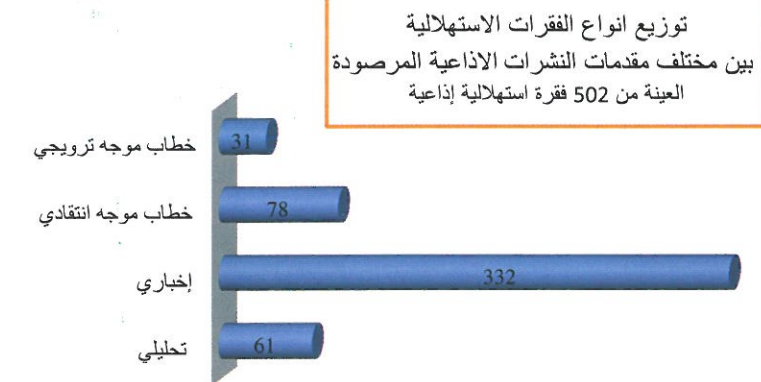 توزيع انواع الفقرات الاستهلالية
بين مختلف مقدمات النشرات الاذاعية المرصودة
العينة من 502 فقرة استهلالية إذاعية
خطاب موجه ترويجي
31
خطاب موجه انتقادي
78
إخباري
332
تحليلي
61